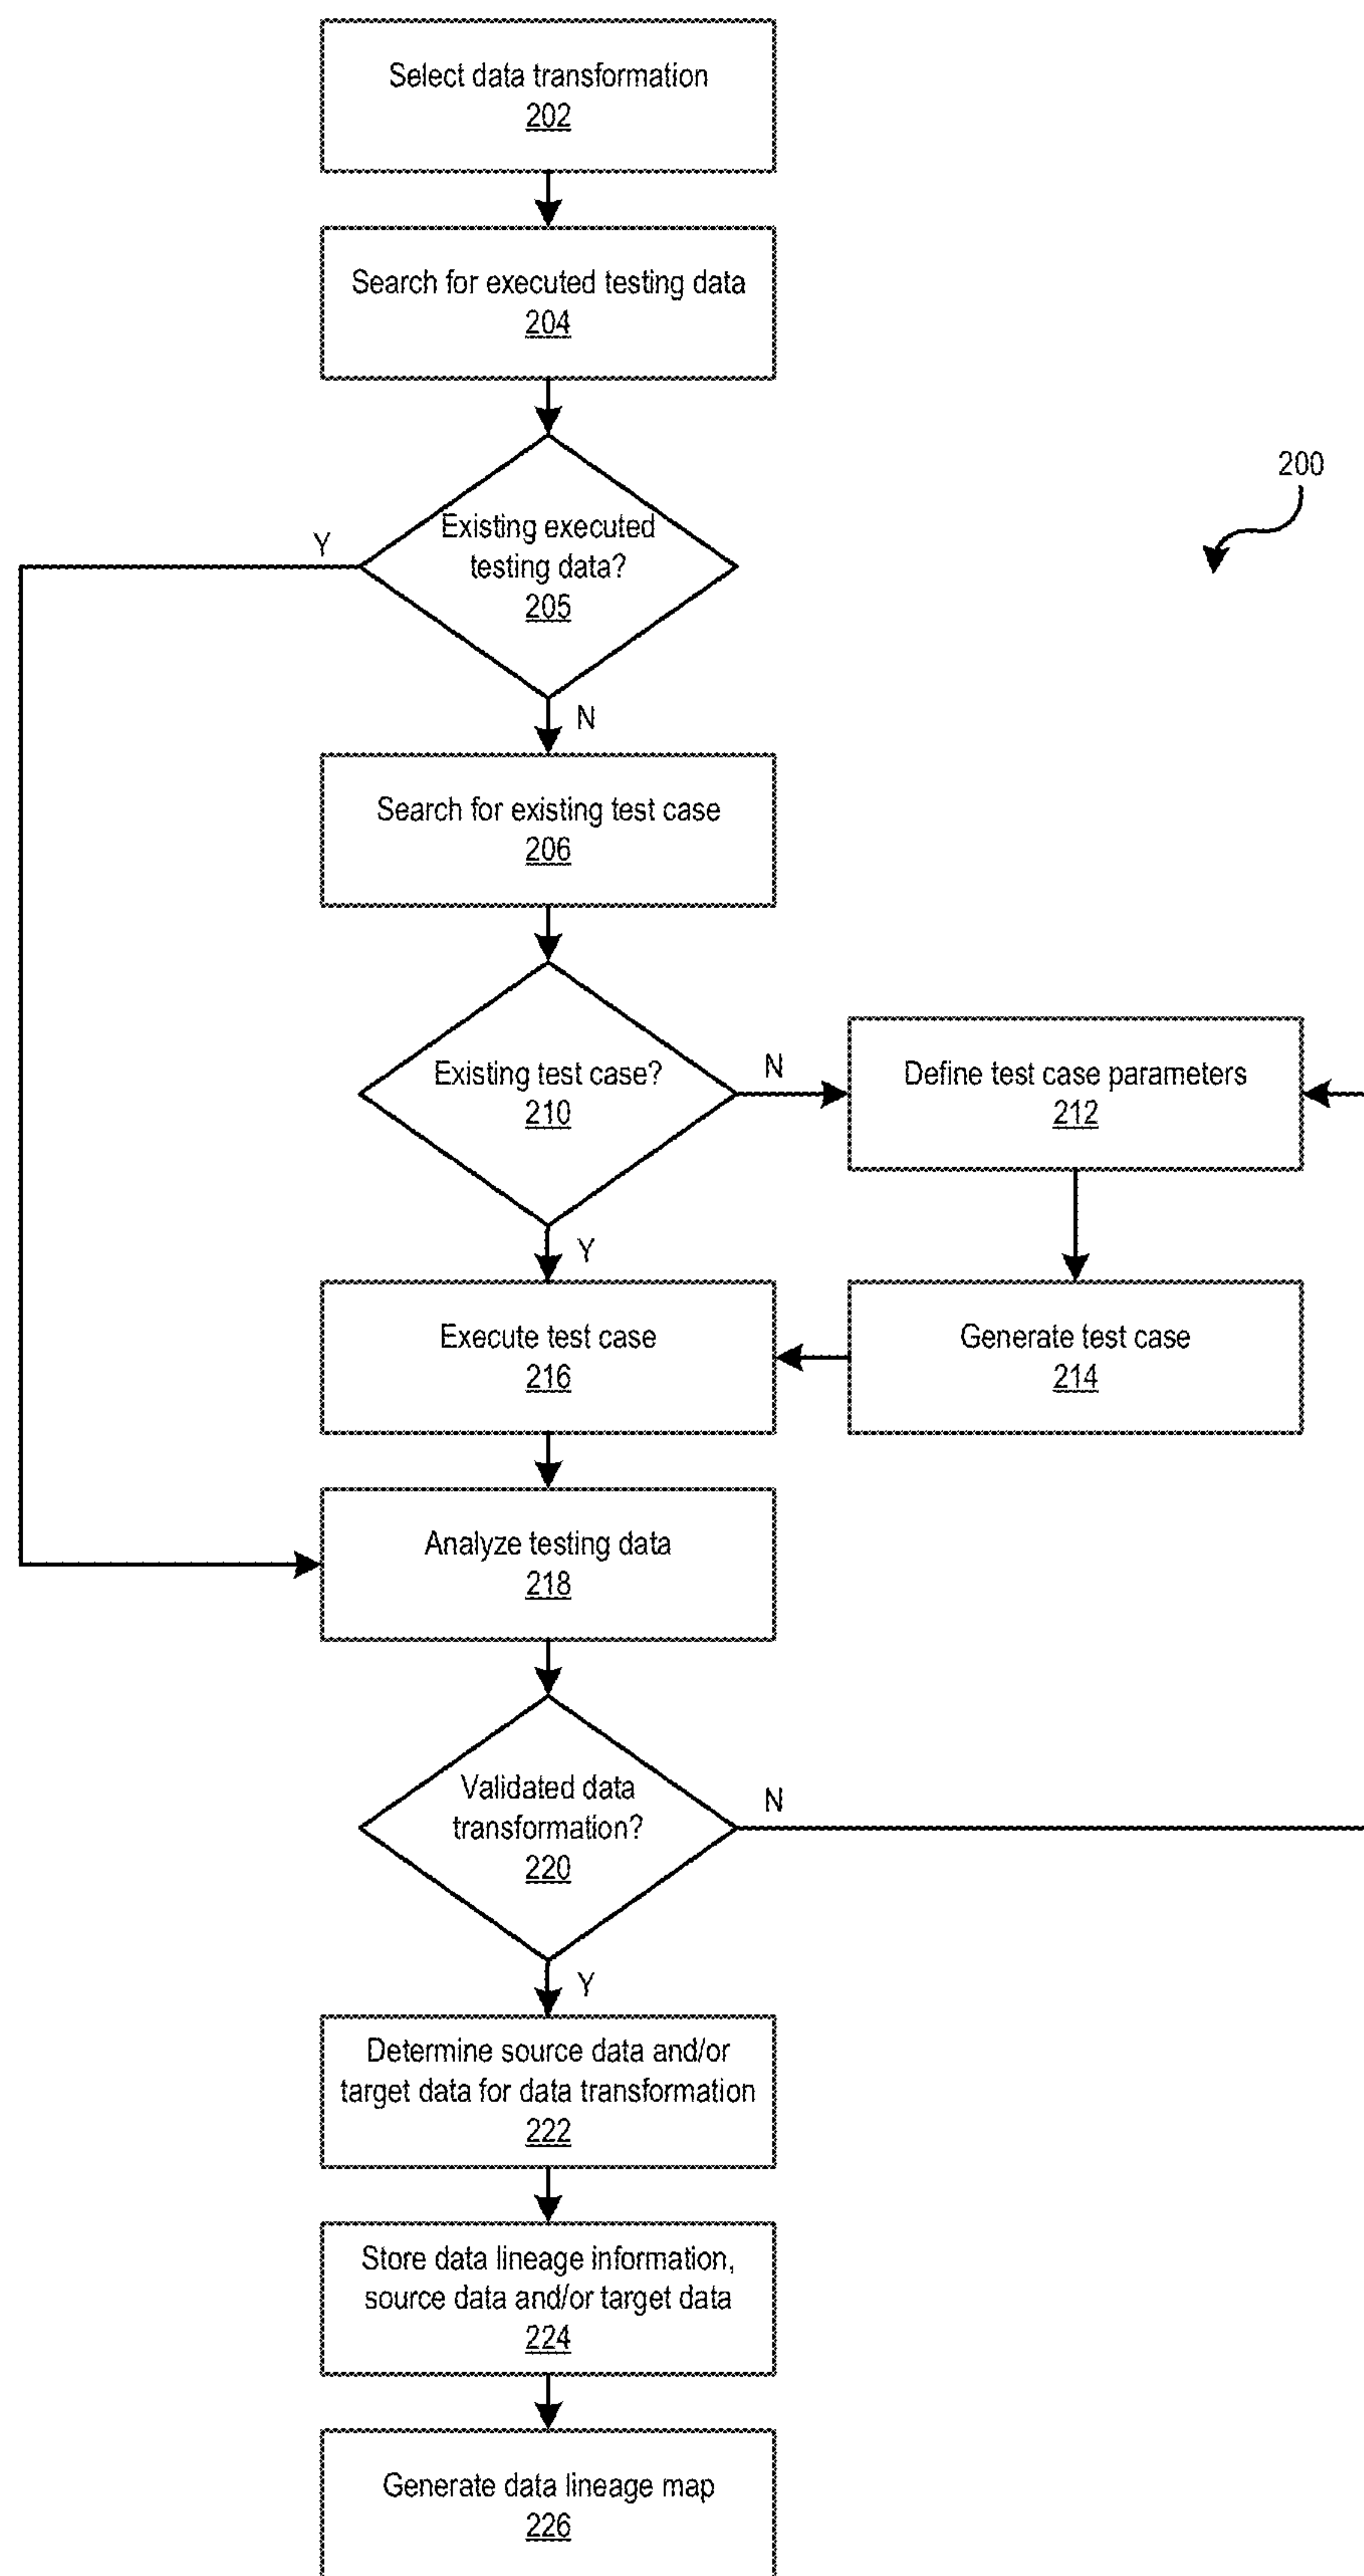 Select data transformation
202
Search for executed testing data
204
200
Existing executed
testing data?
205
Y
N
Search for existing test case
206
Existing test case?
210
N
Y
Define test case parameters
212
Execute test case
216
Generate test case
214
Analyze testing data
218
Validated data
transformation?
220
N
Y
Determine source data and/or
target data for data transformation
222
Store data lineage information,
source data and/or target data
224
Generate data lineage map
226